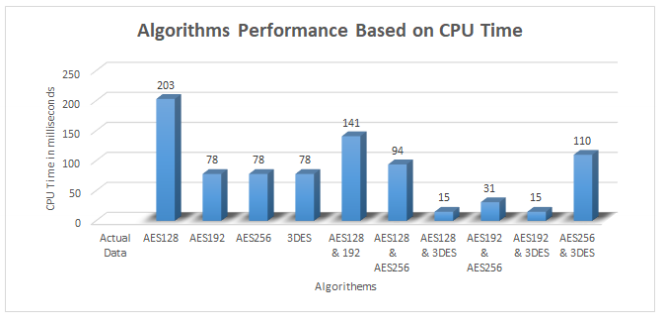 Algorithms Performance Based on CPU Time
CPU Time in milliseconds
250
200
150
100
50
0
203
78
78
78
141
94
15
31
15
110
Actual
Data
AES128
AES192
AES256
3DES
AES128
& 192
AES128
&
AES256
AES128
& 3DES
AES192
&
AES256
AES192
& 3DES
AES256
& 3DES
Algorithems